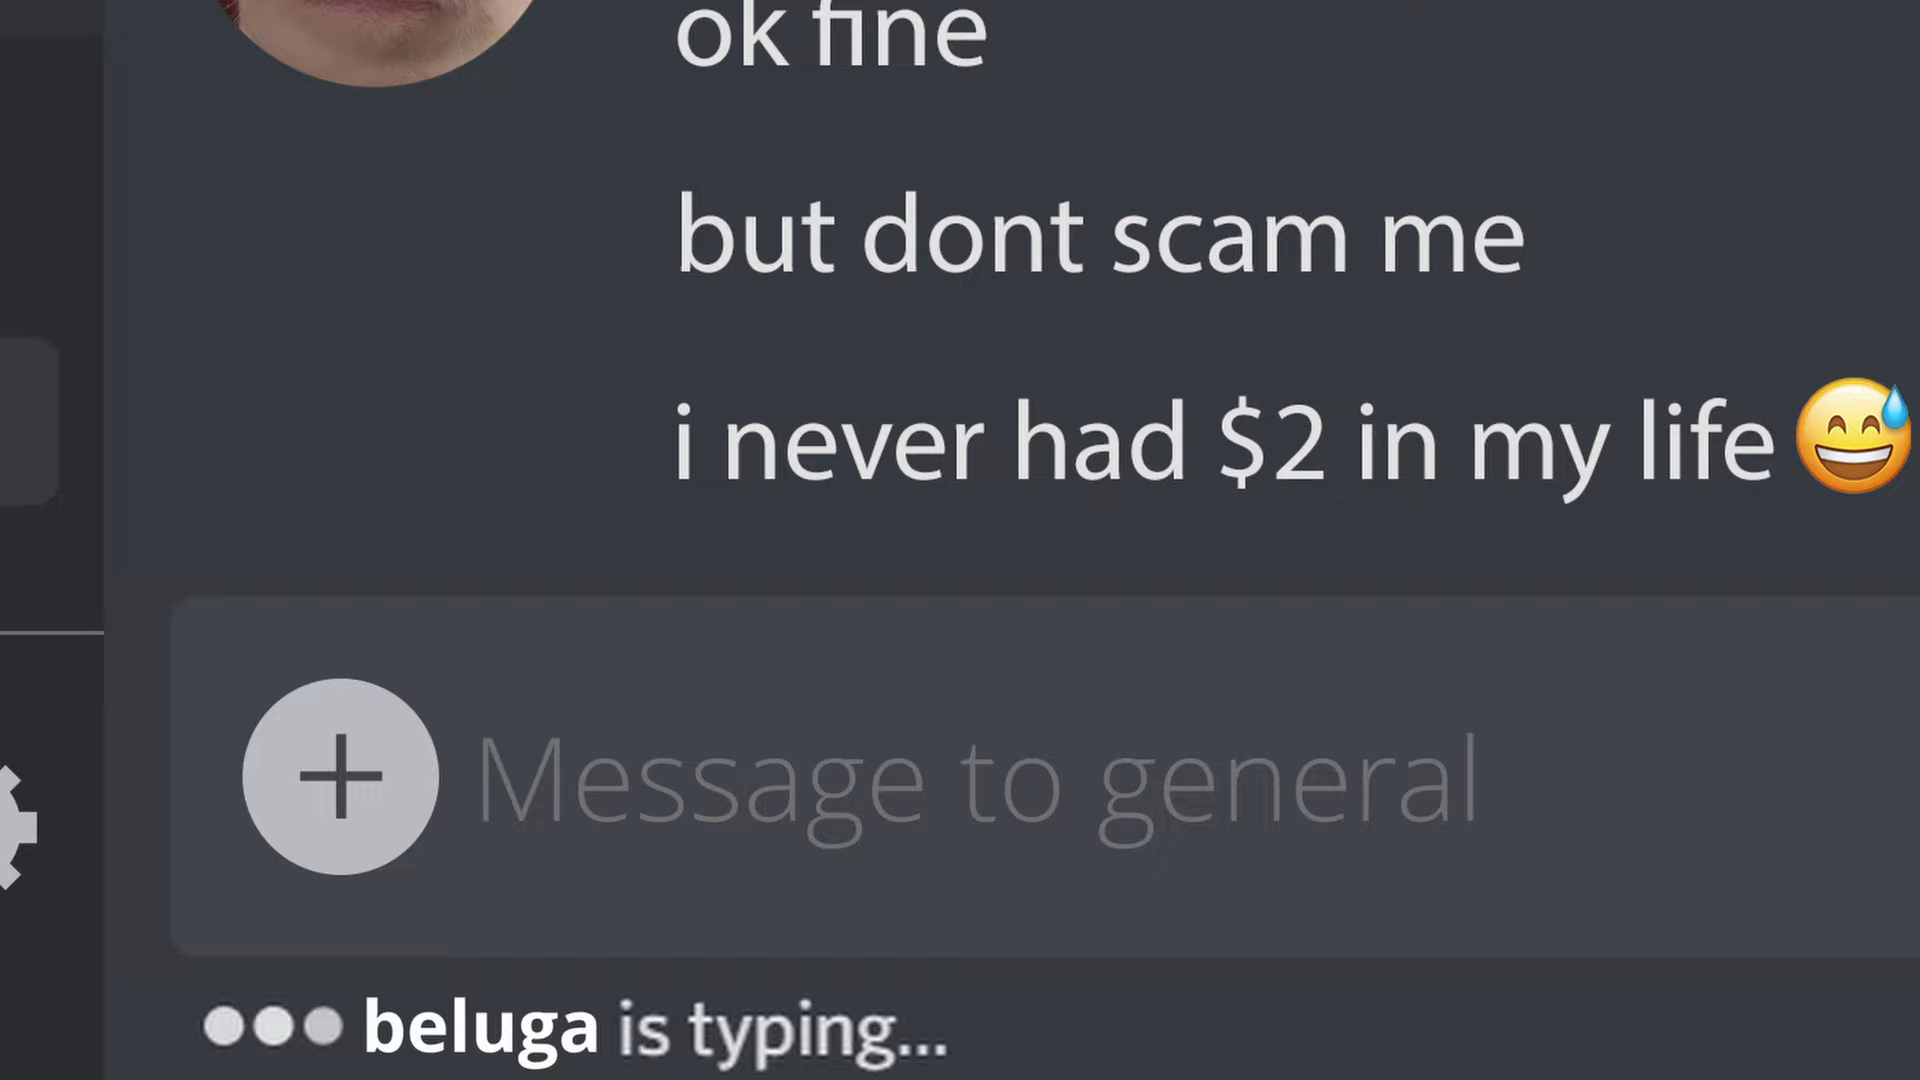 ok fine
but dont scam me
i never had $2 in my life 😅
Message to general
beluga is typing...